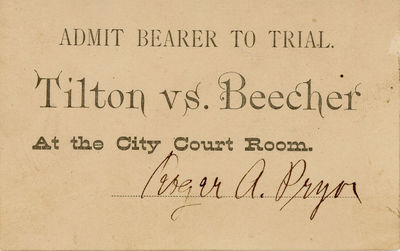 ADMIT BEARER TO TRIAL.
Tilton vs. Beecher
At the City Court Room.
Roger A. Pryor